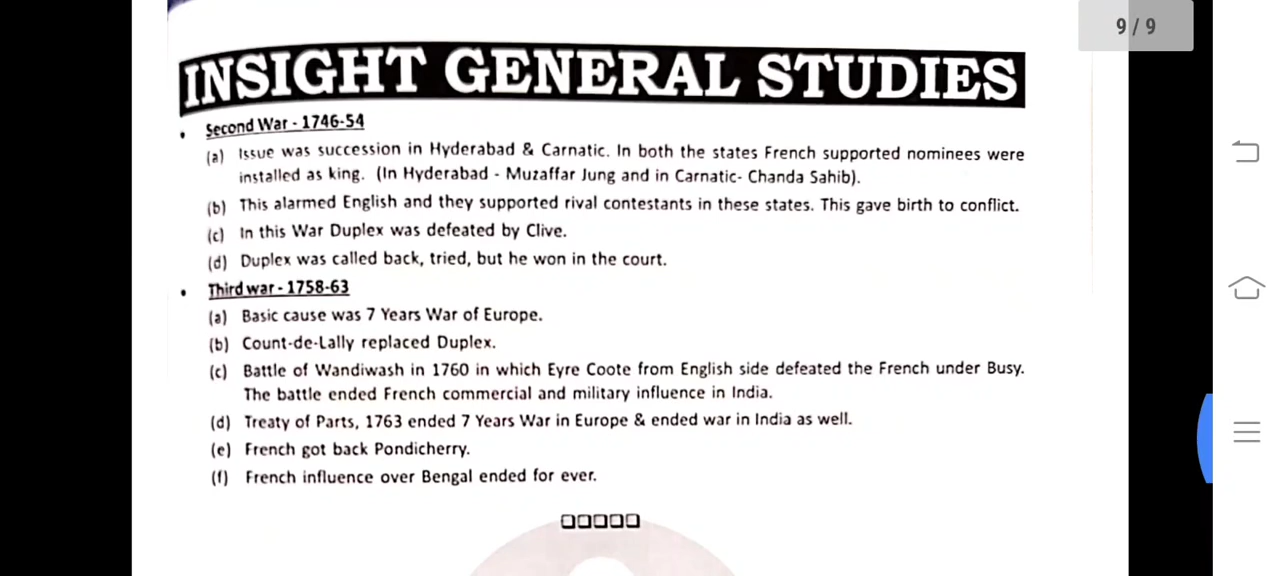 9 / 9
INSIGHT GENERAL STUDIES
• Second War - 1746-54
(a) Issue was succession in Hyderabad & Carnatic. In both the states French supported nominees were
installed as king. (In Hyderabad - Muzaffar Jung and in Carnatic- Chanda Sahib).
(b) This alarmed English and they supported rival contestants in these states. This gave birth to conflict.
(c) In this War Duplex was defeated by Clive.
(d) Duplex was called back, tried, but he won in the court.
• Third war - 1758-63
(a) Basic cause was 7 Years War of Europe.
(b) Count-de-Lally replaced Duplex.
(c) Battle of Wandiwash in 1760 in which Eyre Coote from English side defeated the French under Busy.
The battle ended French commercial and military influence in India.
(d) Treaty of Parts, 1763 ended 7 Years War in Europe & ended war in India as well.
(e) French got back Pondicherry.
(f) French influence over Bengal ended for ever.